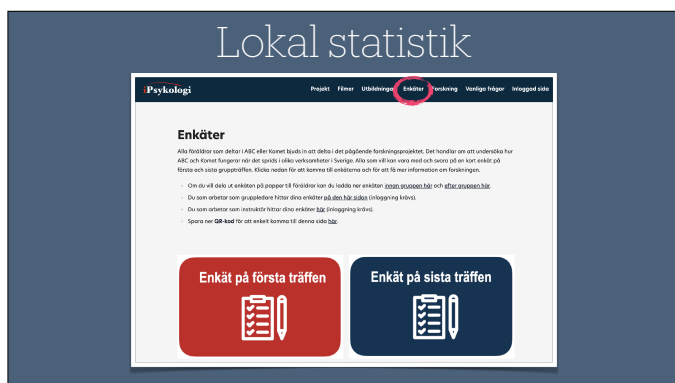 Lokal statistik
iPsykologi
Projekt Filmer Utbildningar Enkäter Forskning Vanliga frågor Inloggad sida
Enkäter
Alla föräldrar som deltar i ABC eller Komet bjuds in att delta i det pågående forskningsprojektet. Det handlar om att undersöka hur
ABC och Komet fungerar när det sprids i olika verksamheter i Sverige. Alla som vill kan vara med och svara på en kort enkät på
första och sista gruppträffen. Klicka nedan för att komma till enkäterna och för att få mer information om forskningen.
Om du vill dela ut enkäten på papper till föräldrar kan du ladda ner enkäten innan gruppen här och efter gruppen här.
Du som arbetar som gruppledare hittar dina enkäter på den här sidan (inloggning krävs).
Du som arbetar som instruktör hittar dina enkäter här (inloggning krävs).
Spara ner QR-kod för att enkelt komma till denna sida här.
Enkät på första träffen
Enkät på sista träffen